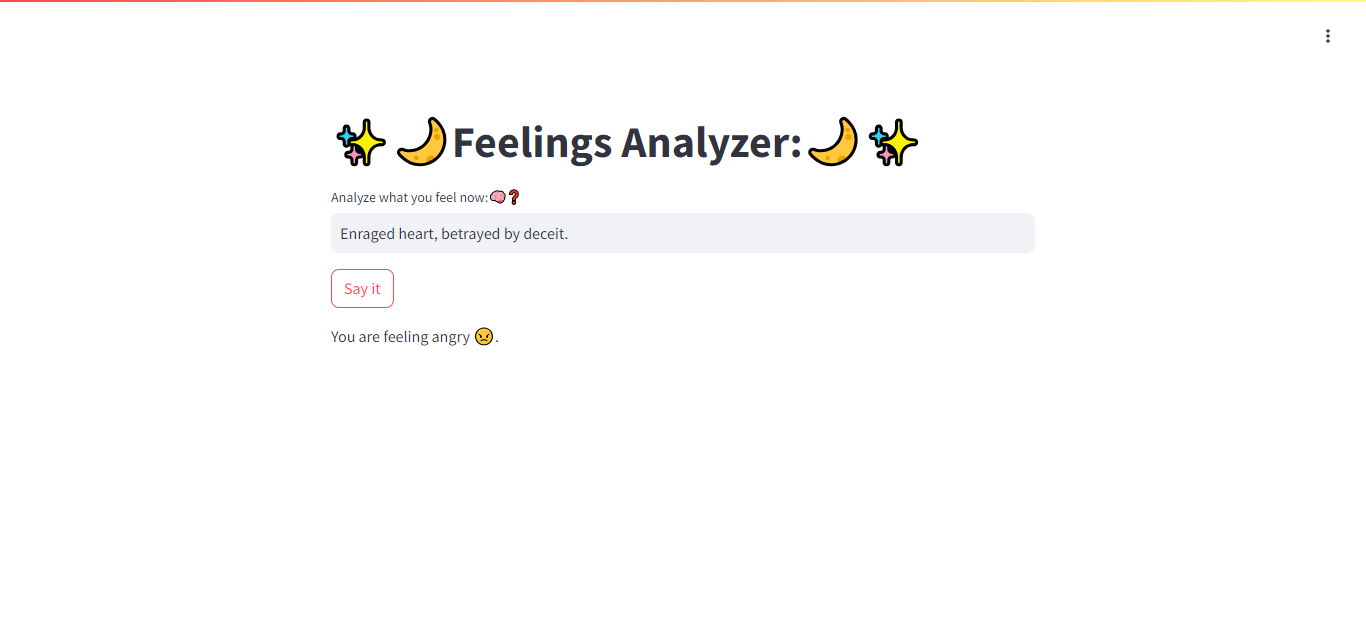 ✨🌙Feelings Analyzer:🌙✨
Analyze what you feel now:🧠❓
Enraged heart, betrayed by deceit.
Say it
You are feeling angry 😠.